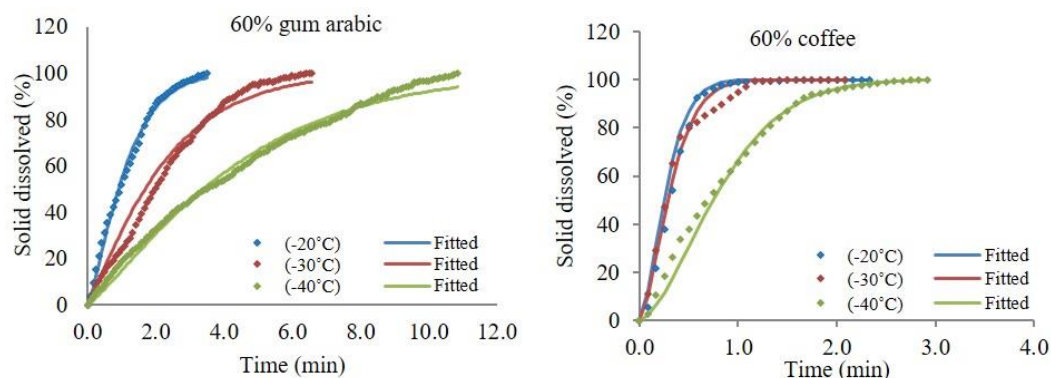 60% gum arabic
Solid dissolved (%)
120
100
80
60
40
20
0
(-20˚C) Fitted
(-30˚C) Fitted
(-40˚C) Fitted
0.0 2.0 4.0 6.0 8.0 10.0 12.0
Time (min)
60% coffee
Solid dissolved (%)
120
100
80
60
40
20
0
(-20˚C) Fitted
(-30˚C) Fitted
(-40˚C) Fitted
0.0 1.0 2.0 3.0 4.0
Time (min)